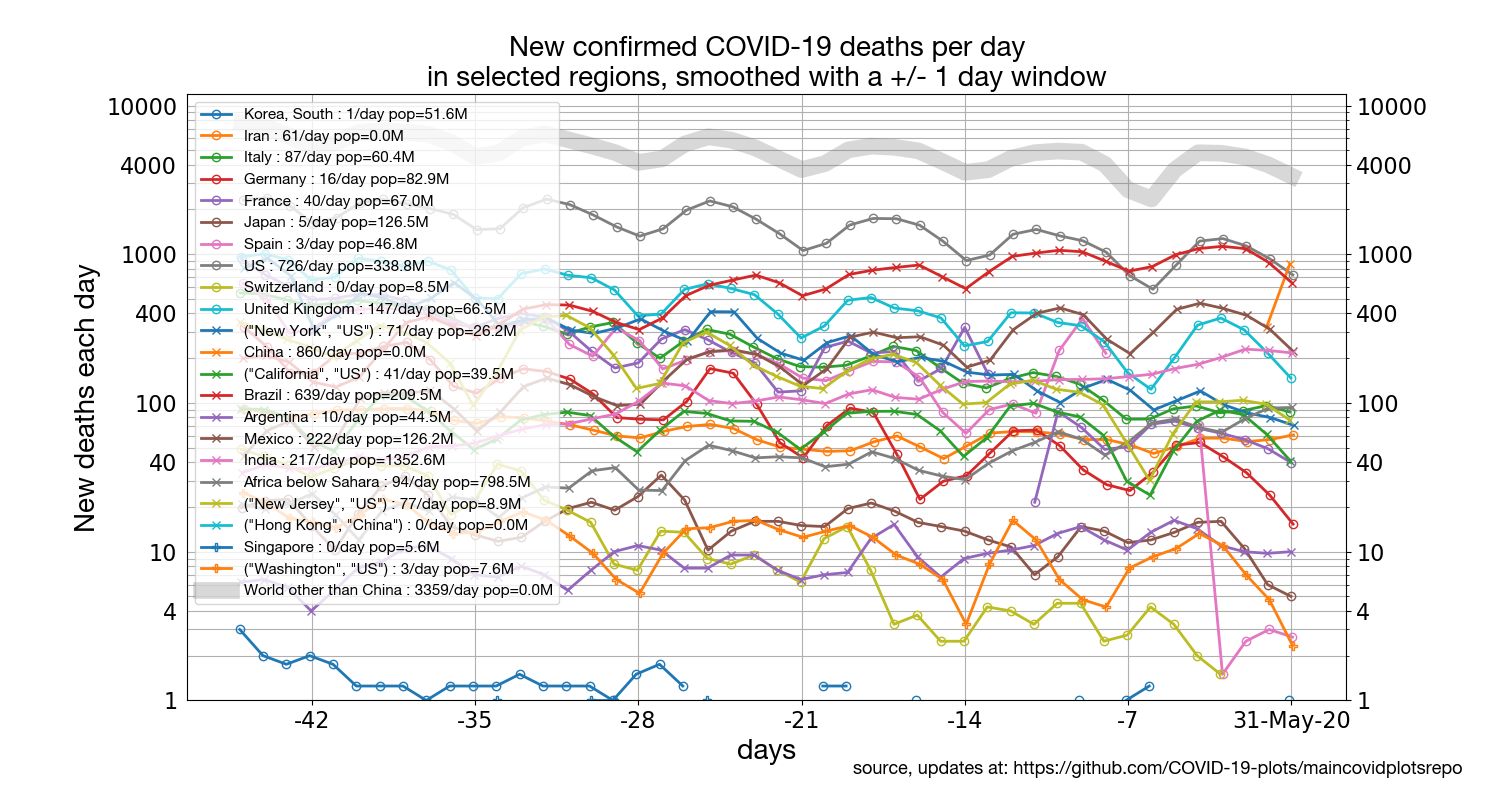 New confirmed COVID-19 deaths per day
in selected regions, smoothed with a +/- 1 day window
New deaths each day
10000
4000
1000
400
100
40
10
4
1
Korea, South : 1/day pop=51.6M
Iran : 61/day pop=0.0M
Italy : 87/day pop=60.4M
Germany : 16/day pop=82.9M
France : 40/day pop=67.0M
Japan : 5/day pop=126.5M
Spain : 3/day pop=46.8M
US : 726/day pop=338.8M
Switzerland : 0/day pop=8.5M
United Kingdom : 147/day pop=66.5M
("New York", "US") : 71/day pop=26.2M
China : 860/day pop=0.0M
("California", "US") : 41/day pop=39.5M
Brazil : 639/day pop=209.5M
Argentina : 10/day pop=44.5M
Mexico : 222/day pop=126.2M
India : 217/day pop=1352.6M
Africa below Sahara : 94/day pop=798.5M
("New Jersey", "US") : 77/day pop=8.9M
("Hong Kong", "China") : 0/day pop=0.0M
Singapore : 0/day pop=5.6M
("Washington", "US") : 3/day pop=7.6M
World other than China : 3359/day pop=0.0M
10000
4000
1000
400
100
40
10
4
1
-42 -35 -28 -21 -14 -7 31-May-20
days
source, updates at: https://github.com/COVID-19-plots/maincovidplotsrepo